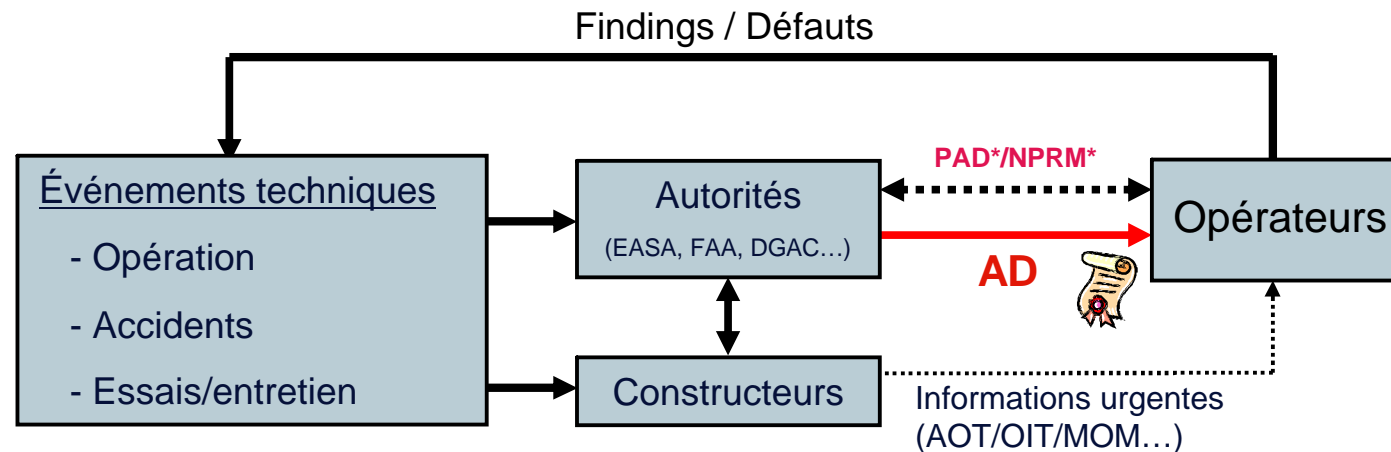 Findings / Défauts
Événements techniques
- Opération
- Accidents
- Essais/entretien
Autorités
(EASA, FAA, DGAC…)
Constructeurs
PAD*/NPRM*
AD
Opérateurs
Informations urgentes
(AOT/OIT/MOM…)